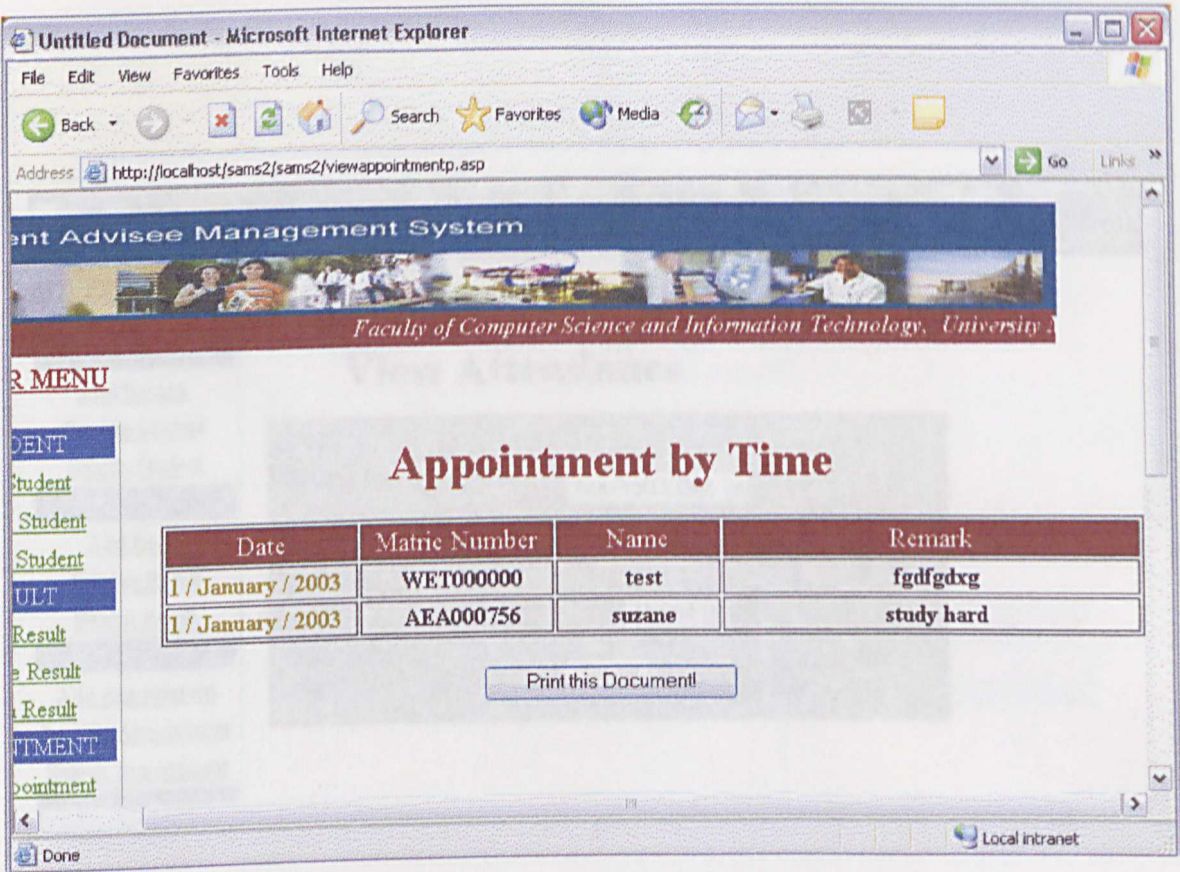 Untitled Document - Microsoft Internet Explorer
File Edit View Favorites Tools Help
Back Search Favorites Media
Address http://localhost/sams2/sams2/viewappointmentp.asp Go Links »
ent Advisee Management System
Faculty of Computer Science and Information Technology, University
R MENU
DENT
Student
Student
Student
ULT
Result
e Result
Result
TMENT
pointment
Appointment by Time
Date Matric Number Name Remark
1 / January / 2003 WET000000 test fgdfgdxg
1 / January / 2003 AEA000756 suzane study hard
Print this Document!
Done Local intranet